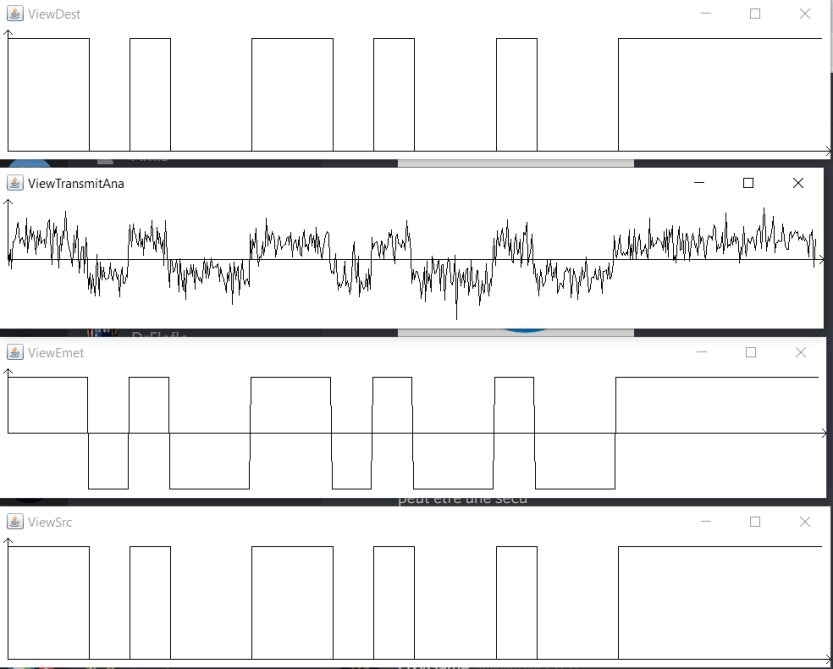 ViewDest
ViewTransmitAna
ViewEmet
peut être une sécu
ViewSrc